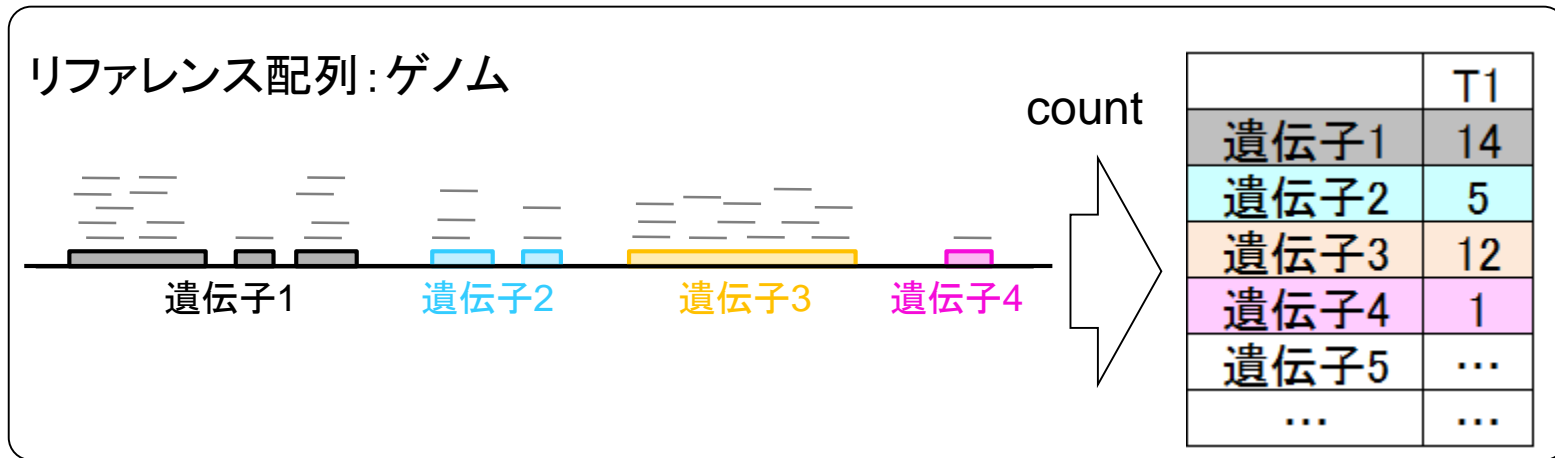 リファレンス配列：ゲノム
count
遺伝子1
遺伝子2
遺伝子3
遺伝子4
T1
遺伝子1 14
遺伝子2 5
遺伝子3 12
遺伝子4 1
遺伝子5 …
… …